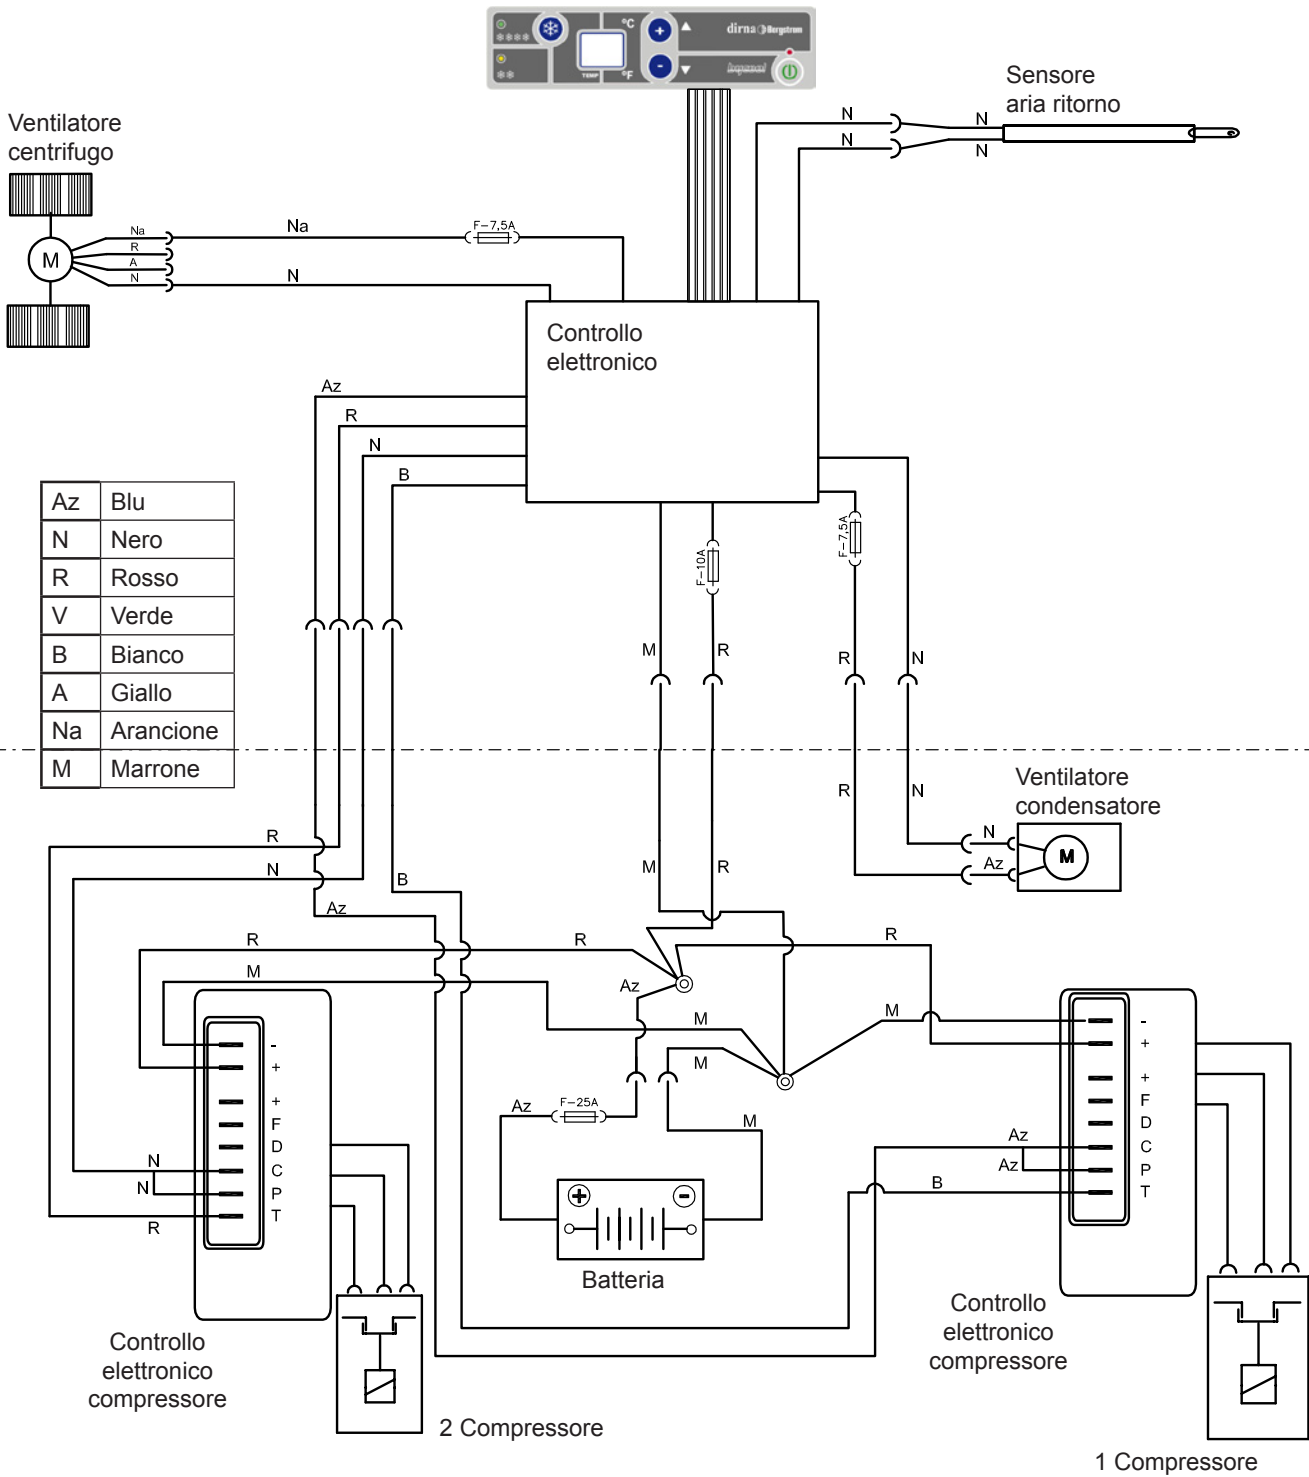 °C
dirna Bergstrom
TEMP
°F
Sensore
aria ritorno
N
N
N
N
Ventilatore
centrifugo
Na
R
A
N
M
Na
F-7,5A
N
Controllo
elettronico
Az
R
N
B
Az Blu
N Nero
R Rosso
V Verde
B Bianco
A Giallo
Na Arancione
M Marrone
F-10A
F-7,5A
M
R
R
N
R
N
Ventilatore
condensatore
N
Az
M
R
N
B
Az
M
R
R
M
R
Az
R
M
M
M
Az
F-25A
M
-
+
+
F
D
C
P
T
N
N
R
-
+
+
F
D
C
P
T
Az
Az
B
+
-
Batteria
Controllo
elettronico
compressore
2 Compressore
Controllo
elettronico
compressore
1 Compressore